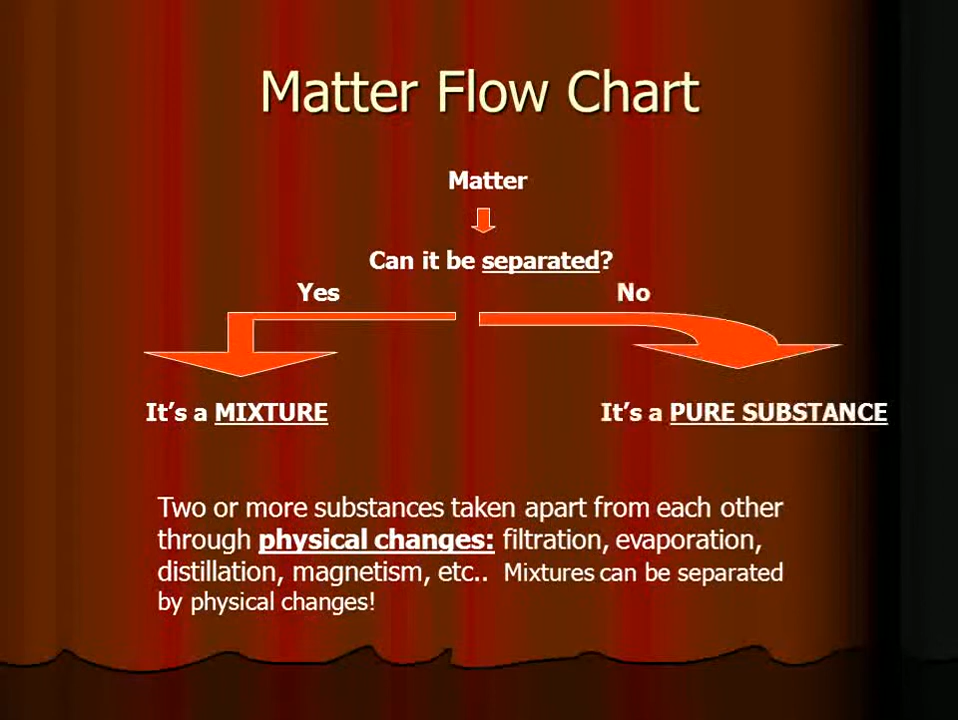 Matter Flow Chart
Matter
Can it be separated?
Yes No
It’s a MIXTURE It’s a PURE SUBSTANCE
Two or more substances taken apart from each other
through physical changes: filtration, evaporation,
distillation, magnetism, etc.. Mixtures can be separated
by physical changes!